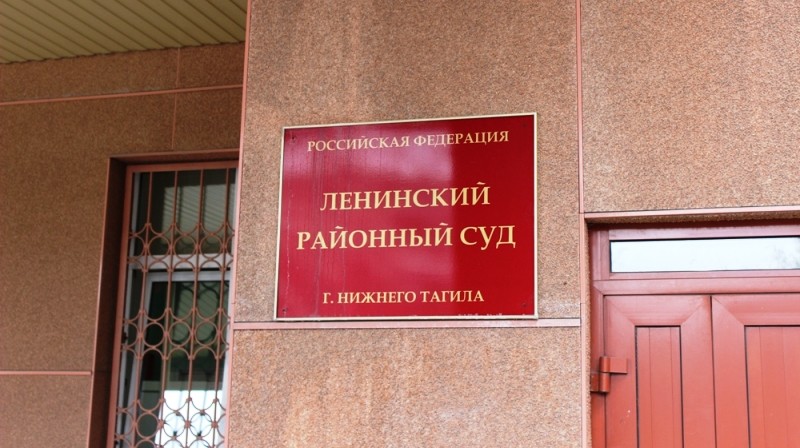 РОССИЙСКАЯ ФЕДЕРАЦИЯ
ЛЕНИНСКИЙ
РАЙОННЫЙ СУД
Г. НИЖНЕГО ТАГИЛА